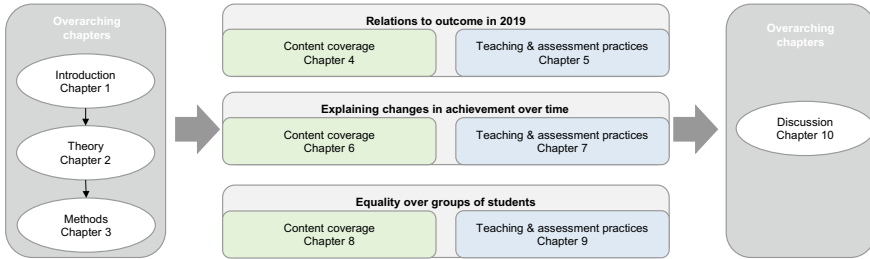 Overarching
chapters
Introduction
Chapter 1
Theory
Chapter 2
Methods
Chapter 3
Relations to outcome in 2019
Content coverage
Chapter 4
Teaching & assessment practices
Chapter 5
Explaining changes in achievement over time
Content coverage
Chapter 6
Teaching & assessment practices
Chapter 7
Equality over groups of students
Content coverage
Chapter 8
Teaching & assessment practices
Chapter 9
Overarching
chapters
Discussion
Chapter 10